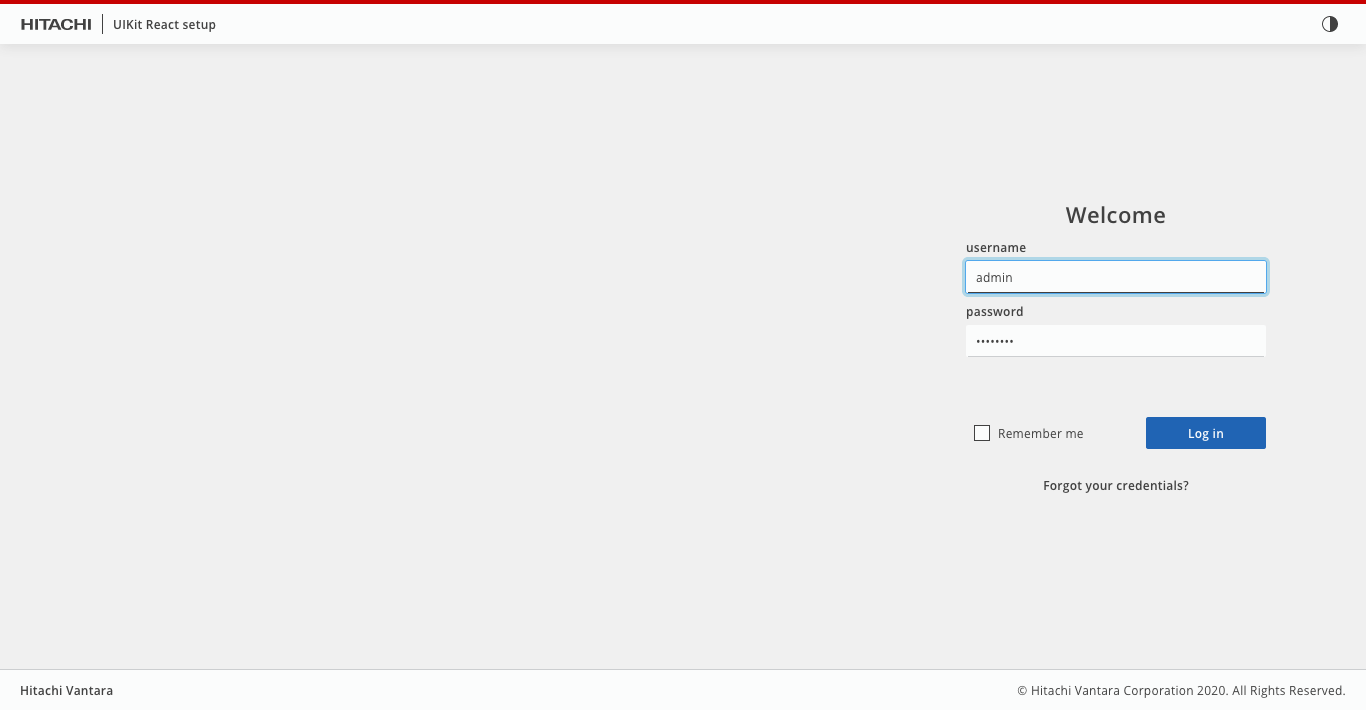 HITACHI UIKit React setup
Welcome
username
admin
password
••••••••
Remember me Log in
Forgot your credentials?
Hitachi Vantara © Hitachi Vantara Corporation 2020. All Rights Reserved.